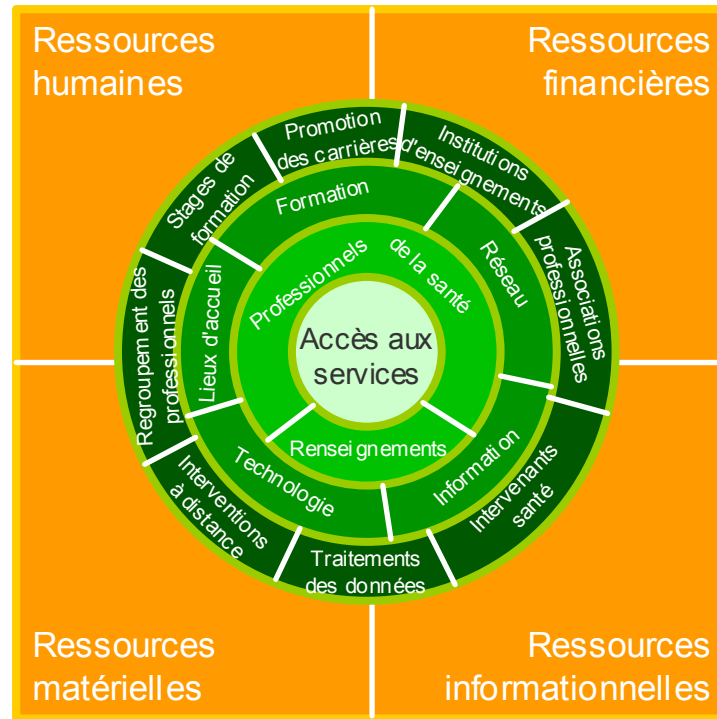 Ressources
humaines
Ressources
financières
Promotion
des carrières
Institutions
d'enseignements
Stages de
formation
Associations
professionnelles
Regroupement des
professionnels
Intervenants
santé
Interventions
à distance
Traitements
des données
Formation
Réseau
Lieux d'accueil
Technologie
Information
Professionnels
de la santé
Renseignements
Accès aux
services
Ressources
matérielles
Ressources
informationnelles